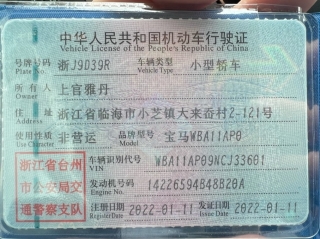 中华人民共和国机动车行驶证
Vehicle License of the People's Republic of China
号牌号码 浙J9D39R 车辆类型 小型轿车
Plate No. Vehicle Type
所有人 上官雅丹
Owner
住址 浙江省临海市小芝镇大来岙村2-121号
Address
使用性质 非营运 品牌型号 宝马WBA11AP0
Use Character Model
浙江省台州 车辆识别代号 WBA11AP09NCJ33601
市公安局交 VIN
通警察支队 发动机号码 14226594848B20A
Engine No.
注册日期 2022-01-11 发证日期 2022-01-11
Register Date Issue Date